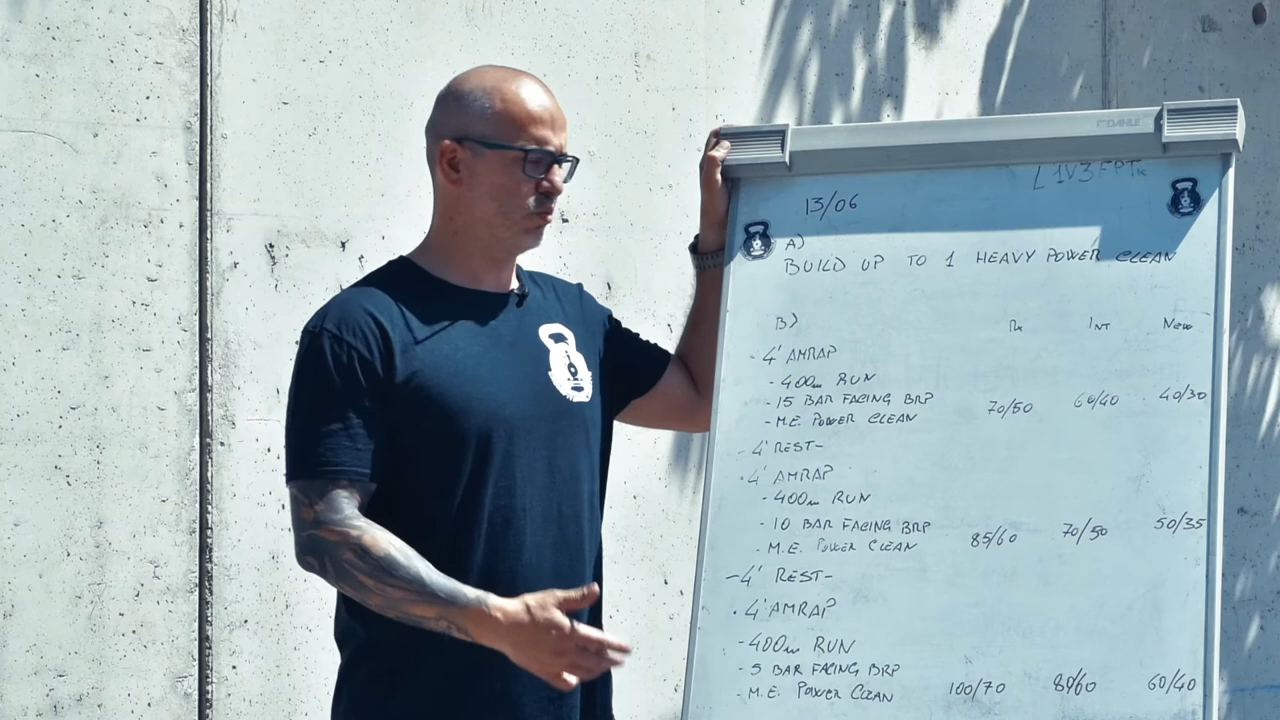 DAHLE
L1V3FPT
13/06
A)
BUILD UP TO 1 HEAVY POWER CLEAN
B) Rx INT New
- 4' AMRAP
- 400m RUN
- 15 BAR FACING BRP
- M.E. POWER CLEAN 70/50 60/40 40/30
- 4' REST-
· 4' AMRAP
- 400m RUN
- 10 BAR FACING BRP
- M.E. POWER CLEAN 85/60 70/50 50/35
- 4' REST-
· 4' AMRAP
- 400m RUN
- 5 BAR FACING BRP
- M.E. POWER CLEAN 100/70 80/60 60/40